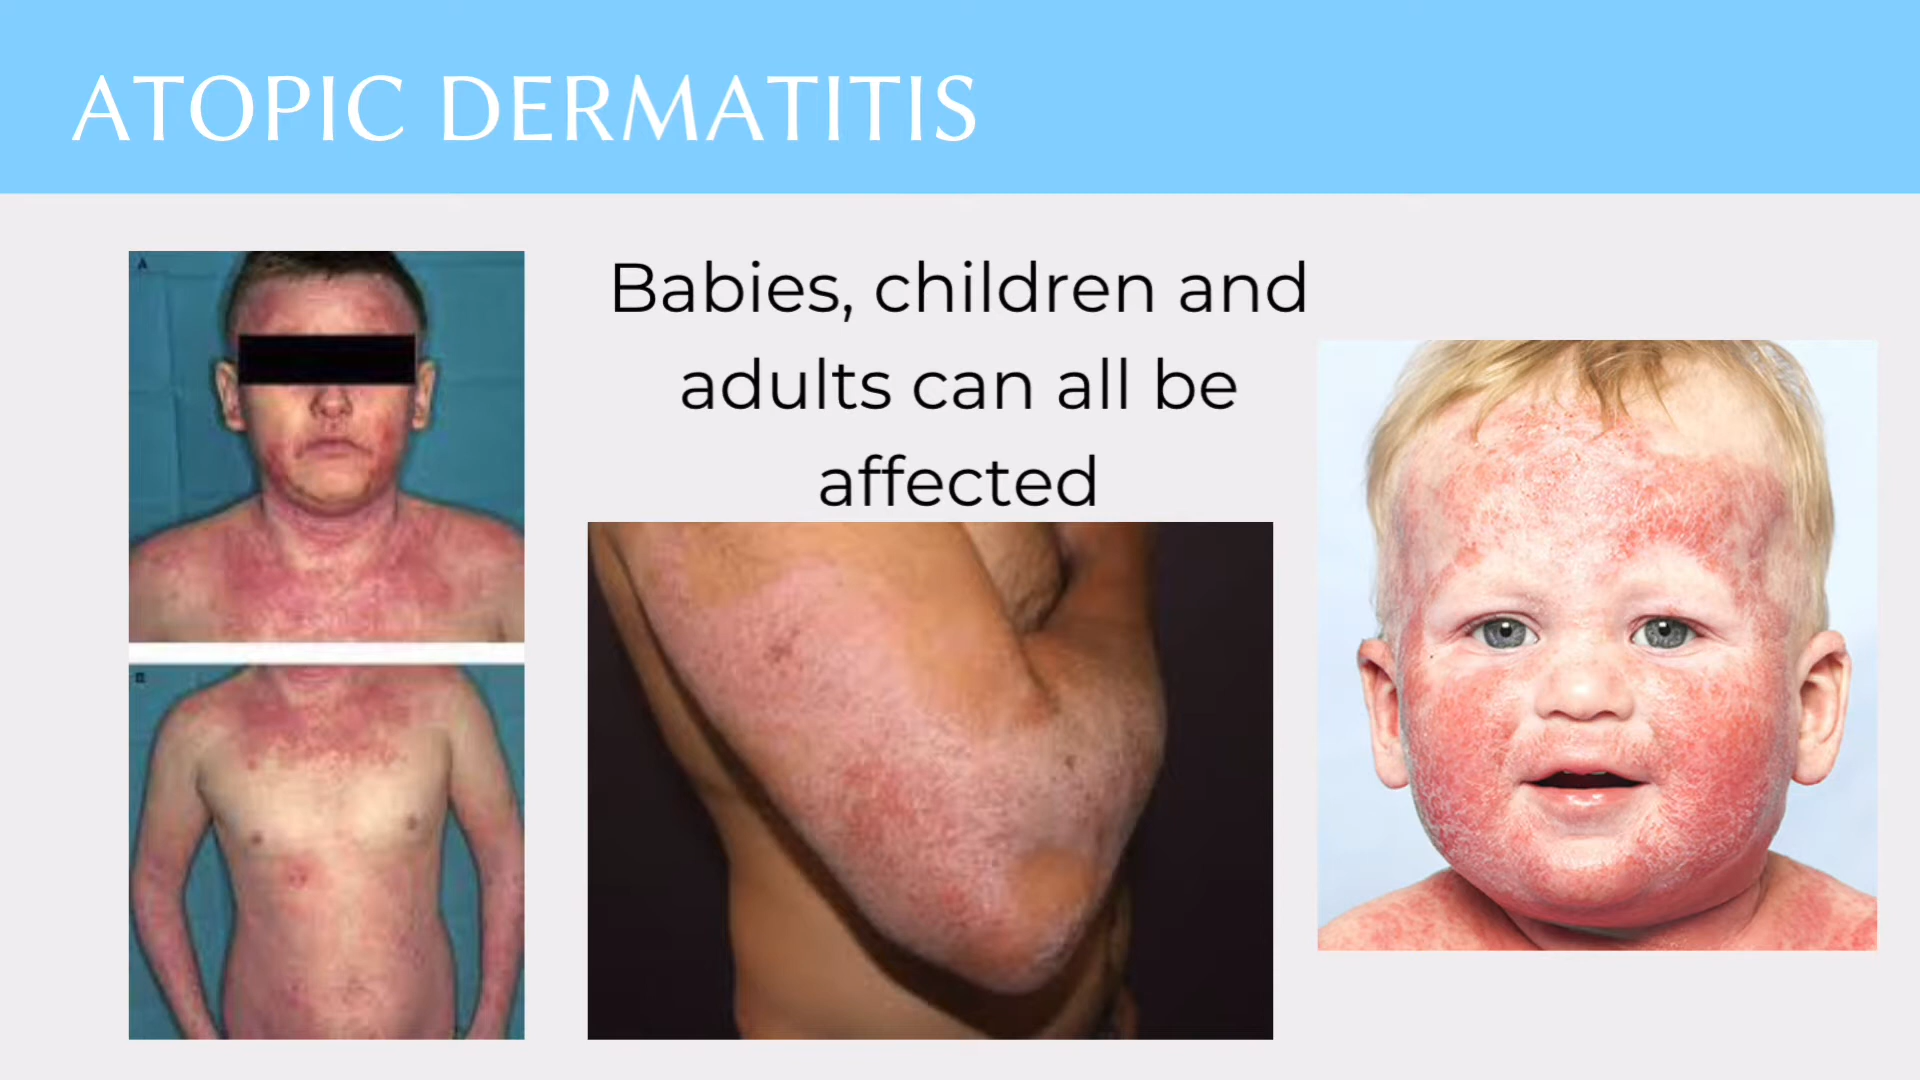 ATOPIC DERMATITIS
Babies, children and
adults can all be
affected
A
B